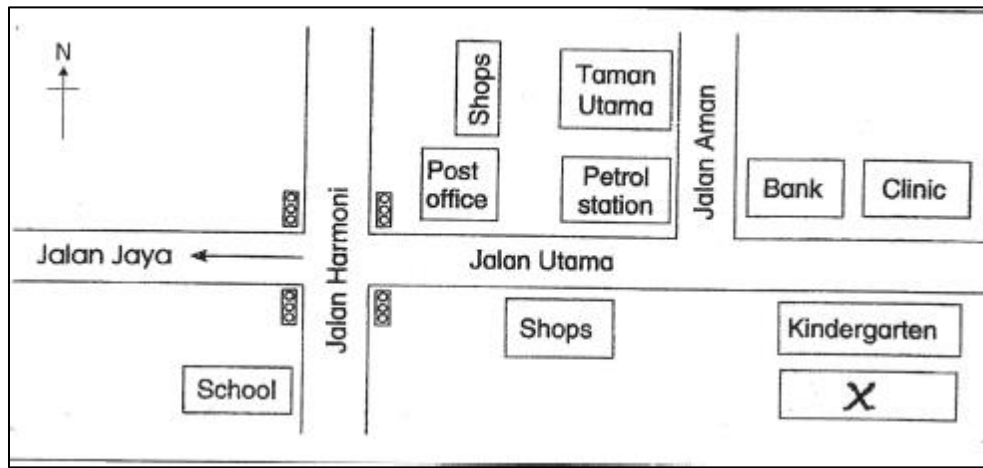 N
Shops
Taman
Utama
Jalan Aman
Post
office
Petrol
station
Bank
Clinic
Jalan Jaya
Jalan Harmoni
Jalan Utama
Shops
Kindergarten
School
X